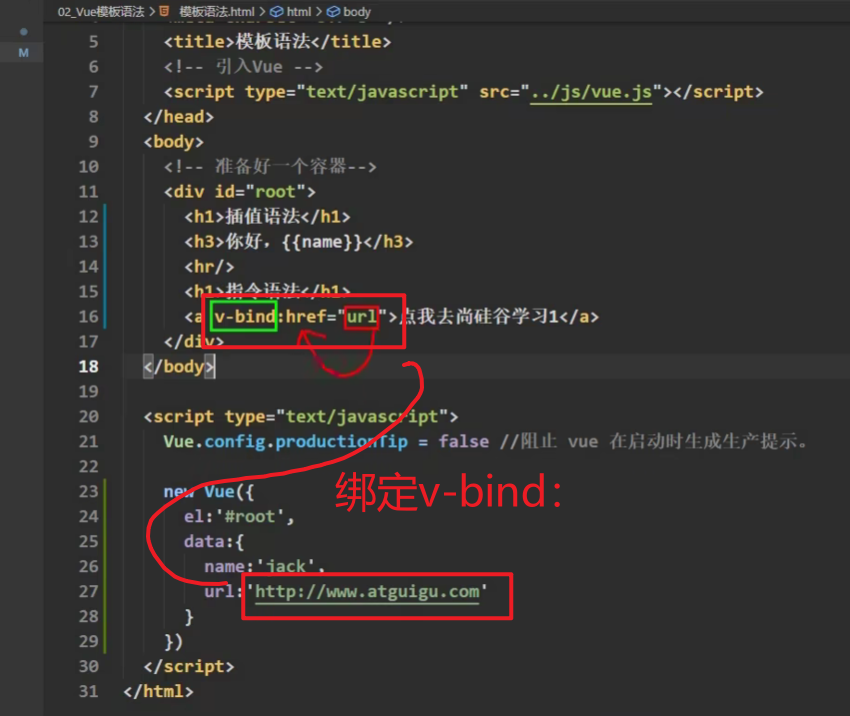 02_Vue模板语法 > 模板语法.html > html > body
M
5 <title>模板语法</title>
6 <!-- 引入Vue -->
7 <script type="text/javascript" src="../js/vue.js"></script>
8 </head>
9 <body>
10 <!-- 准备好一个容器-->
11 <div id="root">
12 <h1>插值语法</h1>
13 <h3>你好，{{name}}</h3>
14 <hr/>
15 <h1>指令语法</h1>
16 <a v-bind:href="url">点我去尚硅谷学习1</a>
17 </div>
18 </body>
19
20 <script type="text/javascript">
21 Vue.config.productionTip = false //阻止 vue 在启动时生成生产提示。
22
绑定v-bind：
23 new Vue({
24 el:'#root',
25 data:{
26 name:'jack',
27 url:'http://www.atguigu.com'
28 }
29 })
30 </script>
31 </html>